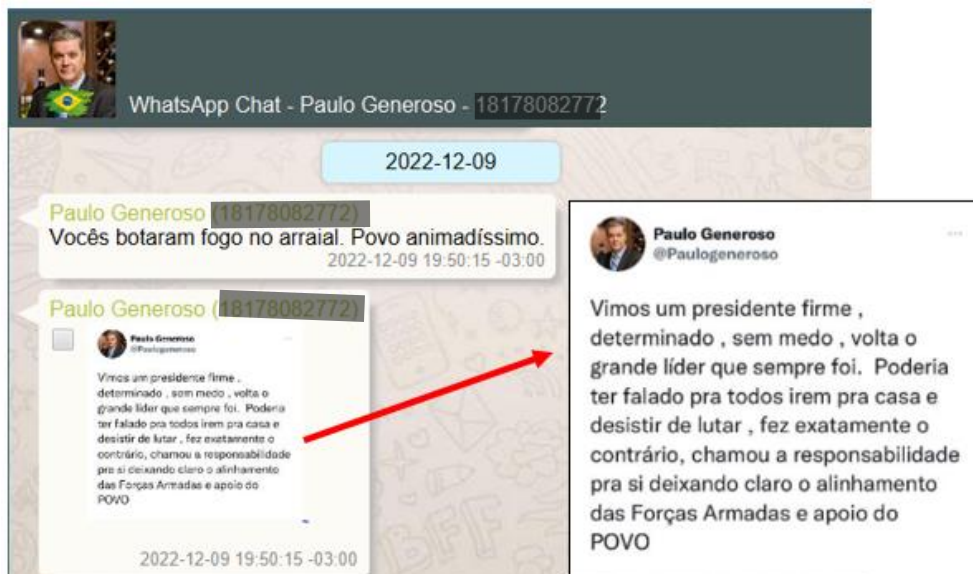 WhatsApp Chat - Paulo Generoso -
2022-12-09
Paulo Generoso
Vocês botaram fogo no arraial. Povo animadíssimo.
2022-12-09 19:50:15 -03:00
Paulo Generoso
Paulo Generoso
@Paulogeneroso
Vimos um presidente firme ,
determinado , sem medo , volta o
grande líder que sempre foi. Poderia
ter falado pra todos irem pra casa e
desistir de lutar , fez exatamente o
contrário, chamou a responsabilidade
pra si deixando claro o alinhamento
das Forças Armadas e apoio do
POVO
2022-12-09 19:50:15 -03:00
Paulo Generoso
@Paulogeneroso
Vimos um presidente firme ,
determinado , sem medo , volta o
grande líder que sempre foi. Poderia
ter falado pra todos irem pra casa e
desistir de lutar , fez exatamente o
contrário, chamou a responsabilidade
pra si deixando claro o alinhamento
das Forças Armadas e apoio do
POVO